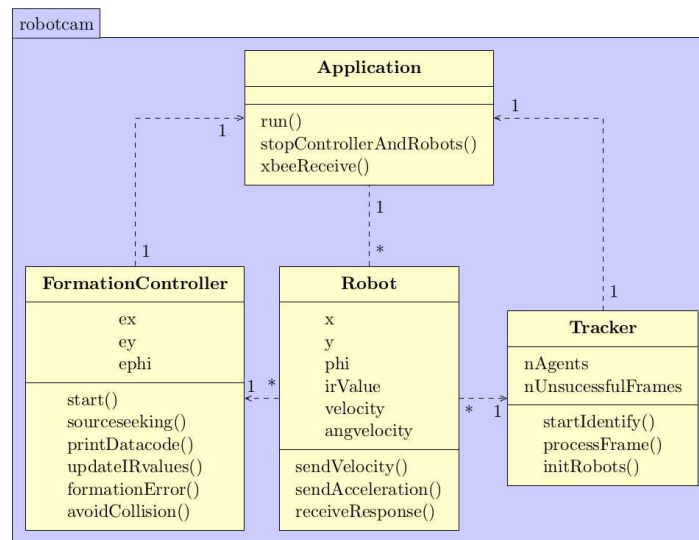 robotcam
Application
run()
stopControllerAndRobots()
xbeeReceive()
1
1
1
*
1
1
FormationController
ex
ey
ephi
start()
sourceseeking()
printDatacode()
updateIRvalues()
formationError()
avoidCollision()
1
*
Robot
x
y
phi
irValue
velocity
angvelocity
sendVelocity()
sendAcceleration()
receiveResponse()
*
1
Tracker
nAgents
nUnsucessfulFrames
startIdentify()
processFrame()
initRobots()